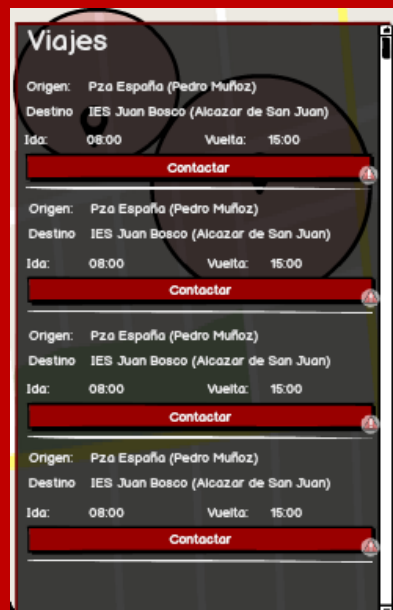 Viajes
Origen: Pza España (Pedro Muñoz)
Destino IES Juan Bosco (Alcazar de San Juan)
Ida: 08:00 Vuelta: 15:00
Contactar
Origen: Pza España (Pedro Muñoz)
Destino IES Juan Bosco (Alcazar de San Juan)
Ida: 08:00 Vuelta: 15:00
Contactar
Origen: Pza España (Pedro Muñoz)
Destino IES Juan Bosco (Alcazar de San Juan)
Ida: 08:00 Vuelta: 15:00
Contactar
Origen: Pza España (Pedro Muñoz)
Destino IES Juan Bosco (Alcazar de San Juan)
Ida: 08:00 Vuelta: 15:00
Contactar